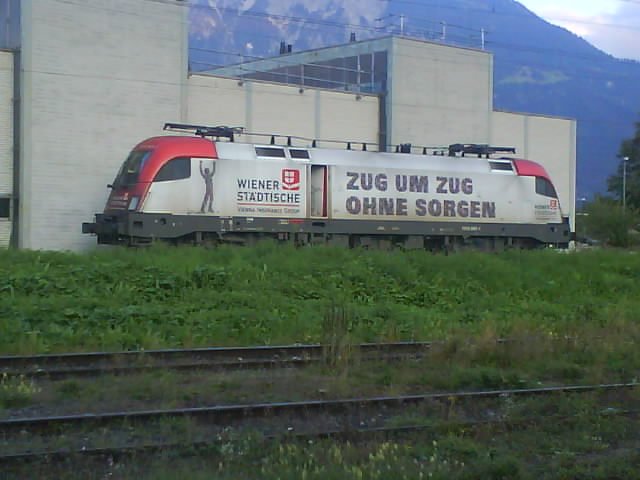 WIENER
STÄDTISCHE
VIENNA INSURANCE GROUP
ZUG UM ZUG
OHNE SORGEN